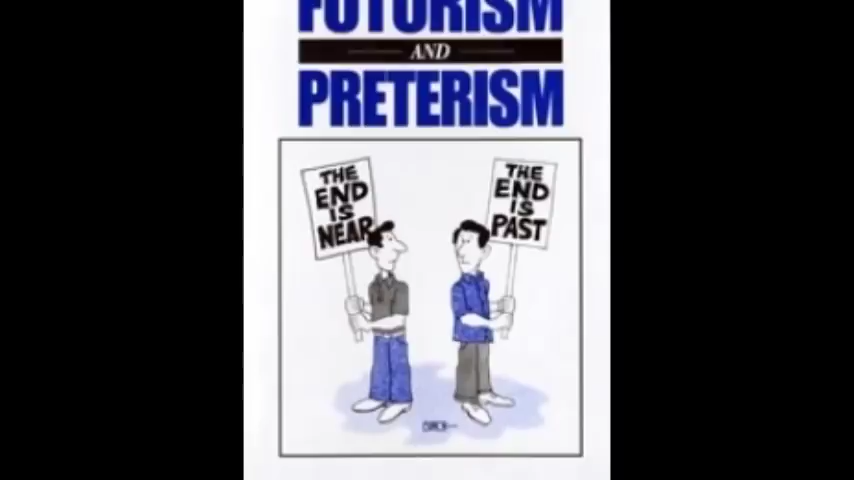 FUTURISM
AND
PRETERISM
THE
END
IS
NEAR
THE
END
IS
PAST